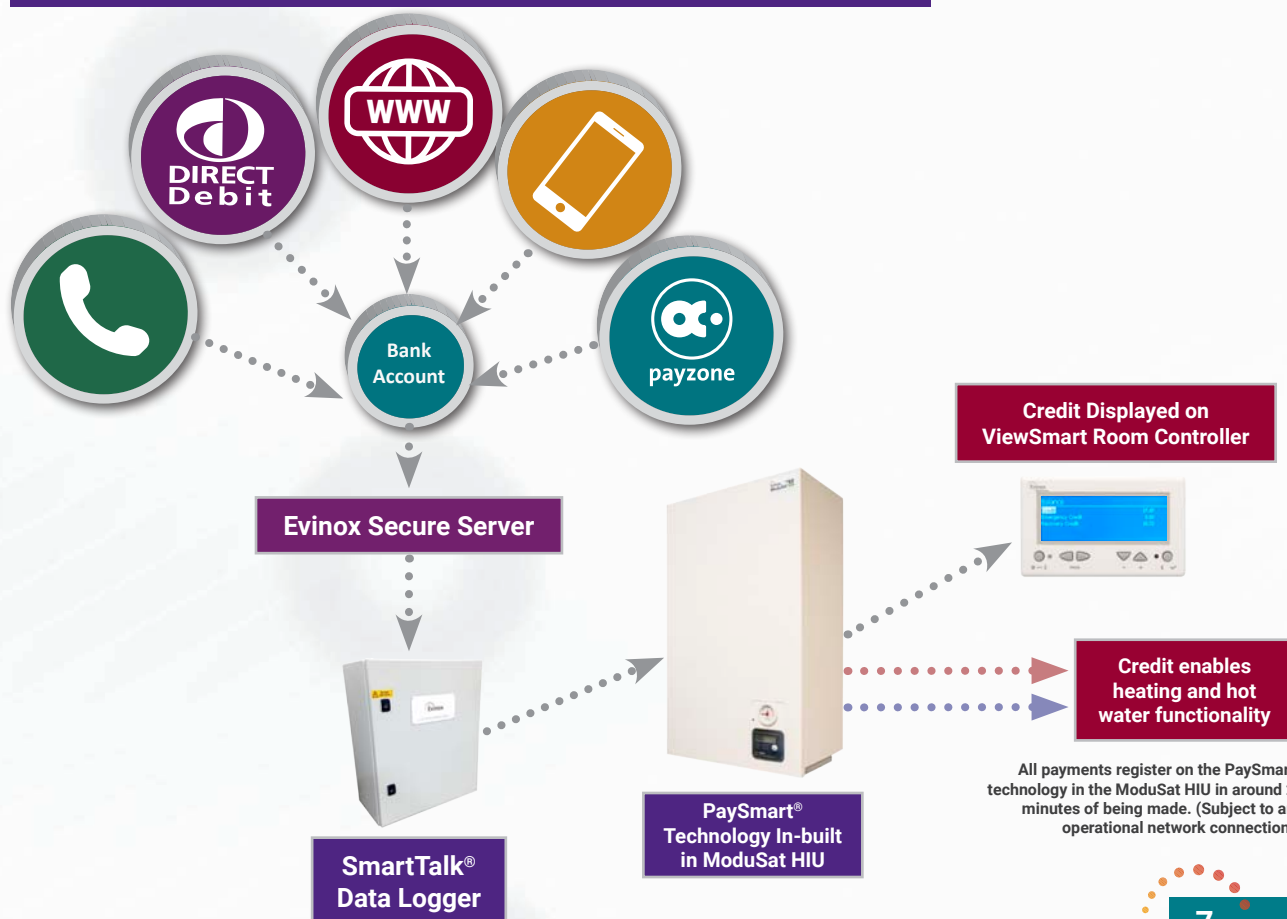 WWW
DIRECT
Debit
payzone
Bank
Account
Evinox Secure Server
Credit Displayed on
ViewSmart Room Controller
Credit enables
heating and hot
water functionality
All payments register on the PaySmar
technology in the ModuSat HIU in around
minutes of being made. (Subject to a
operational network connection
PaySmart®
Technology In-built
in ModuSat HIU
SmartTalk®
Data Logger
7